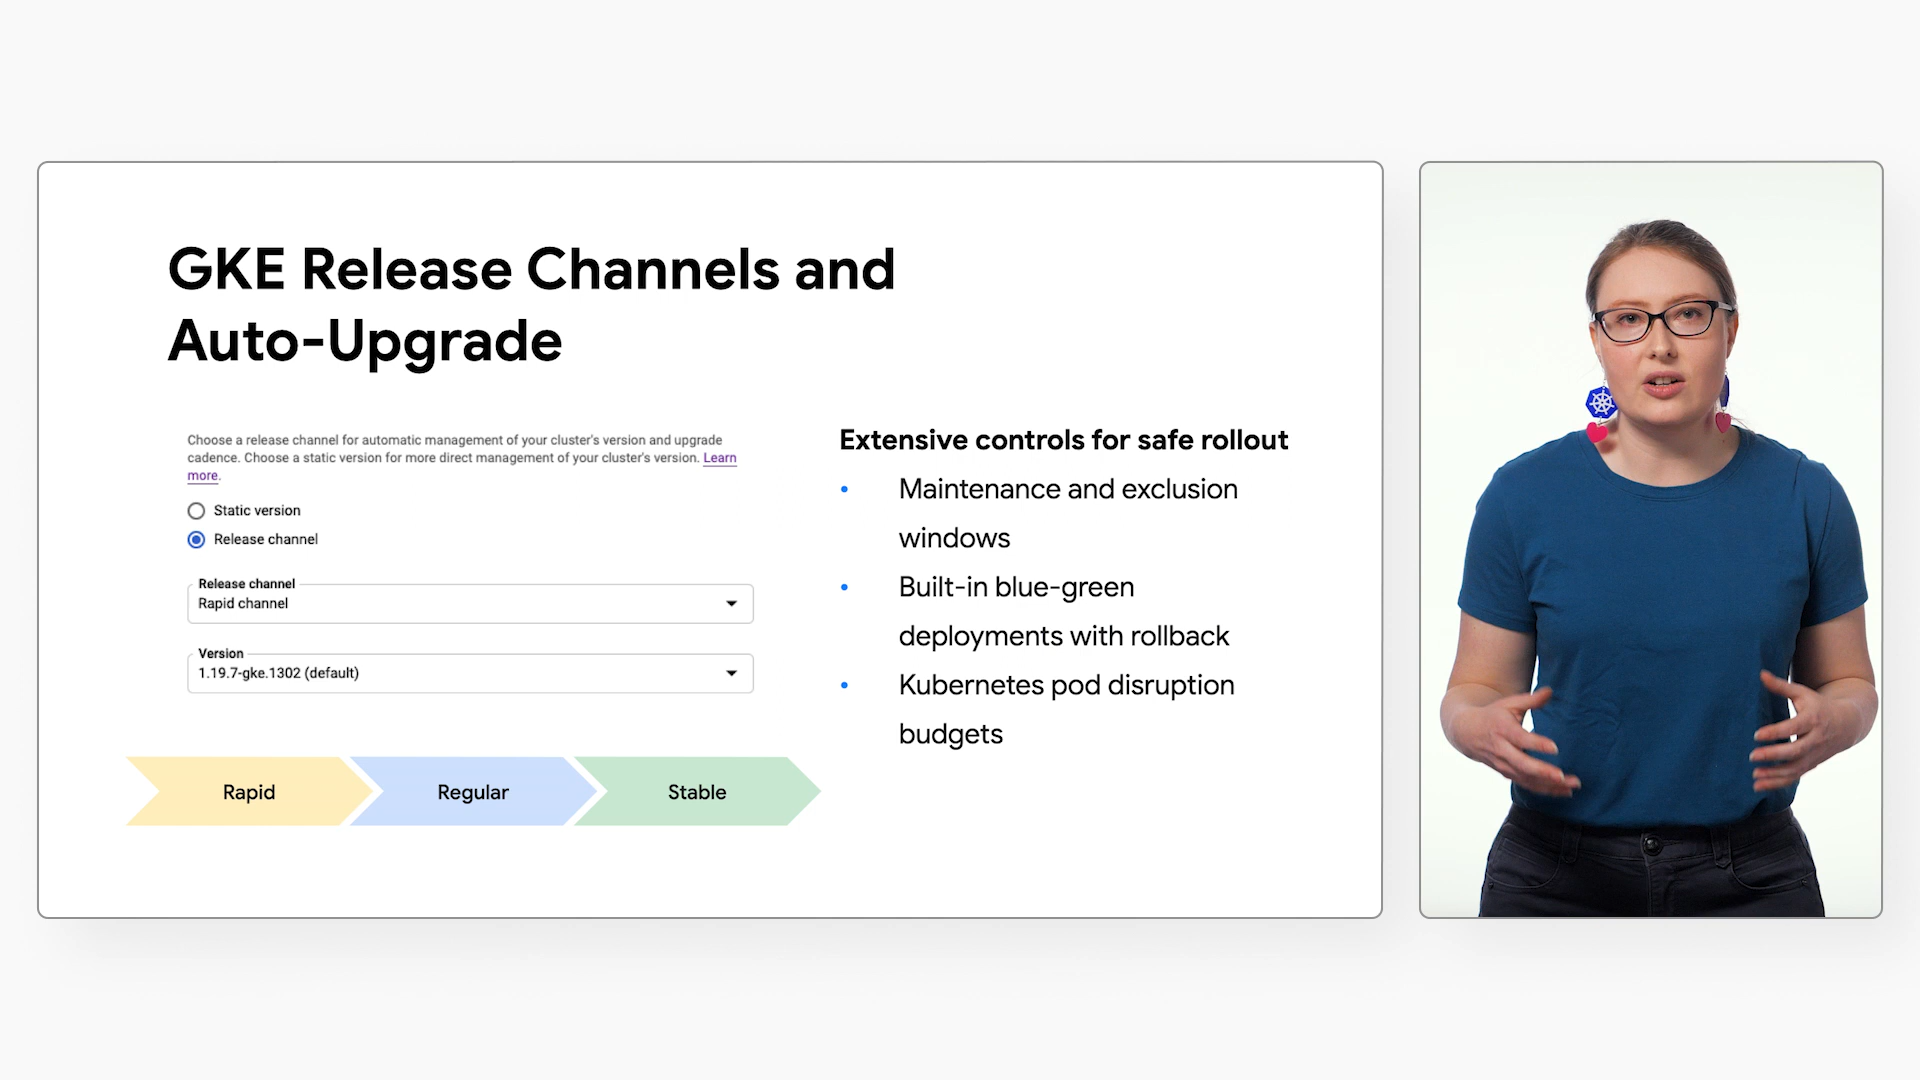 GKE Release Channels and
Auto-Upgrade
Choose a release channel for automatic management of your cluster's version and upgrade
cadence. Choose a static version for more direct management of your cluster's version. Learn
more.
Static version
Release channel
Release channel
Rapid channel
Version
1.19.7-gke.1302 (default)
Rapid
Regular
Stable
Extensive controls for safe rollout
• Maintenance and exclusion
windows
• Built-in blue-green
deployments with rollback
• Kubernetes pod disruption
budgets